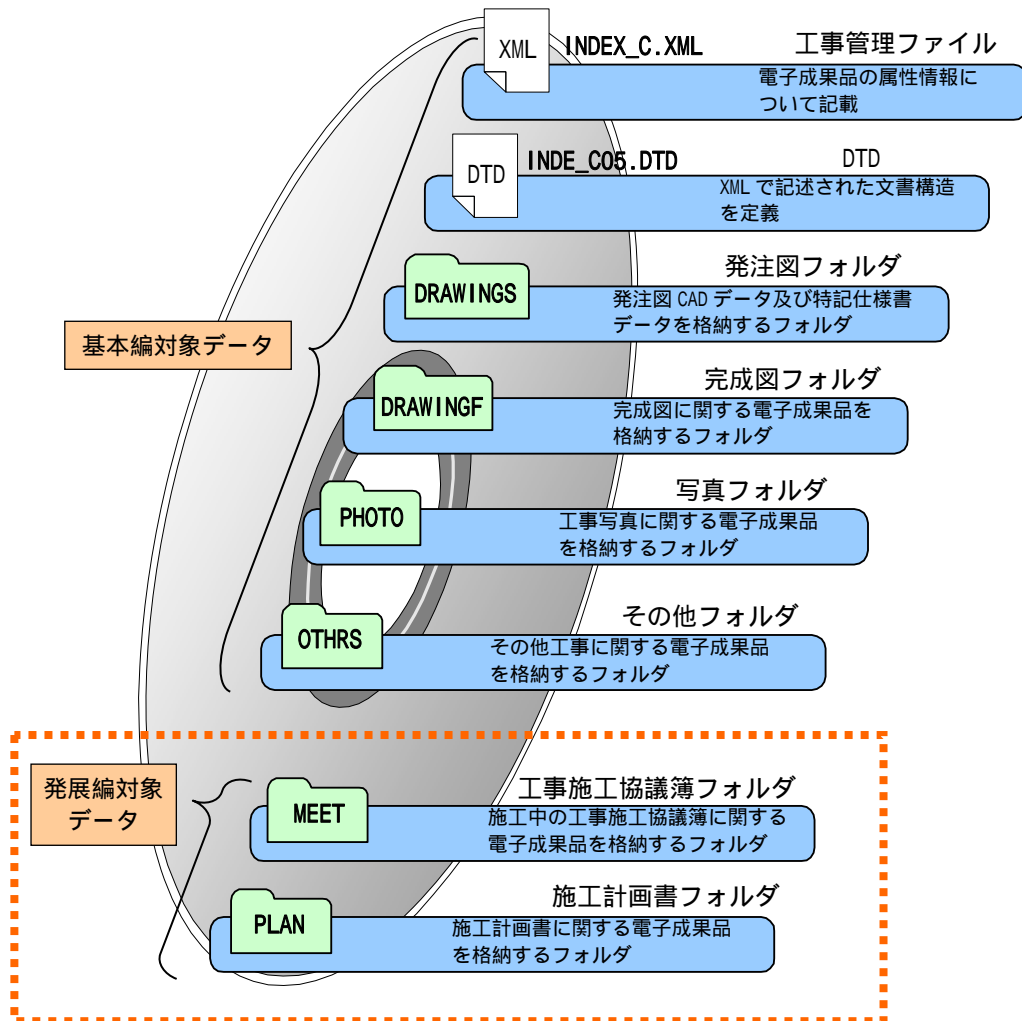 XML
INDEX_C.XML
工事管理ファイル
電子成果品の属性情報に
ついて記載
DTD
INDE_C05.DTD
DTD
XMLで記述された文書構造
を定義
発注図フォルダ
DRAWINGS
発注図CADデータ及び特記仕様書
データを格納するフォルダ
基本編対象データ
完成図フォルダ
DRAWINGF
完成図に関する電子成果品を
格納するフォルダ
写真フォルダ
PHOTO
工事写真に関する電子成果品
を格納するフォルダ
その他フォルダ
OTHRS
その他工事に関する電子成果品
を格納するフォルダ
発展編対象
データ
工事施工協議簿フォルダ
MEET
施工中の工事施工協議簿に関する
電子成果品を格納するフォルダ
施工計画書フォルダ
PLAN
施工計画書に関する電子成果品
を格納するフォルダ